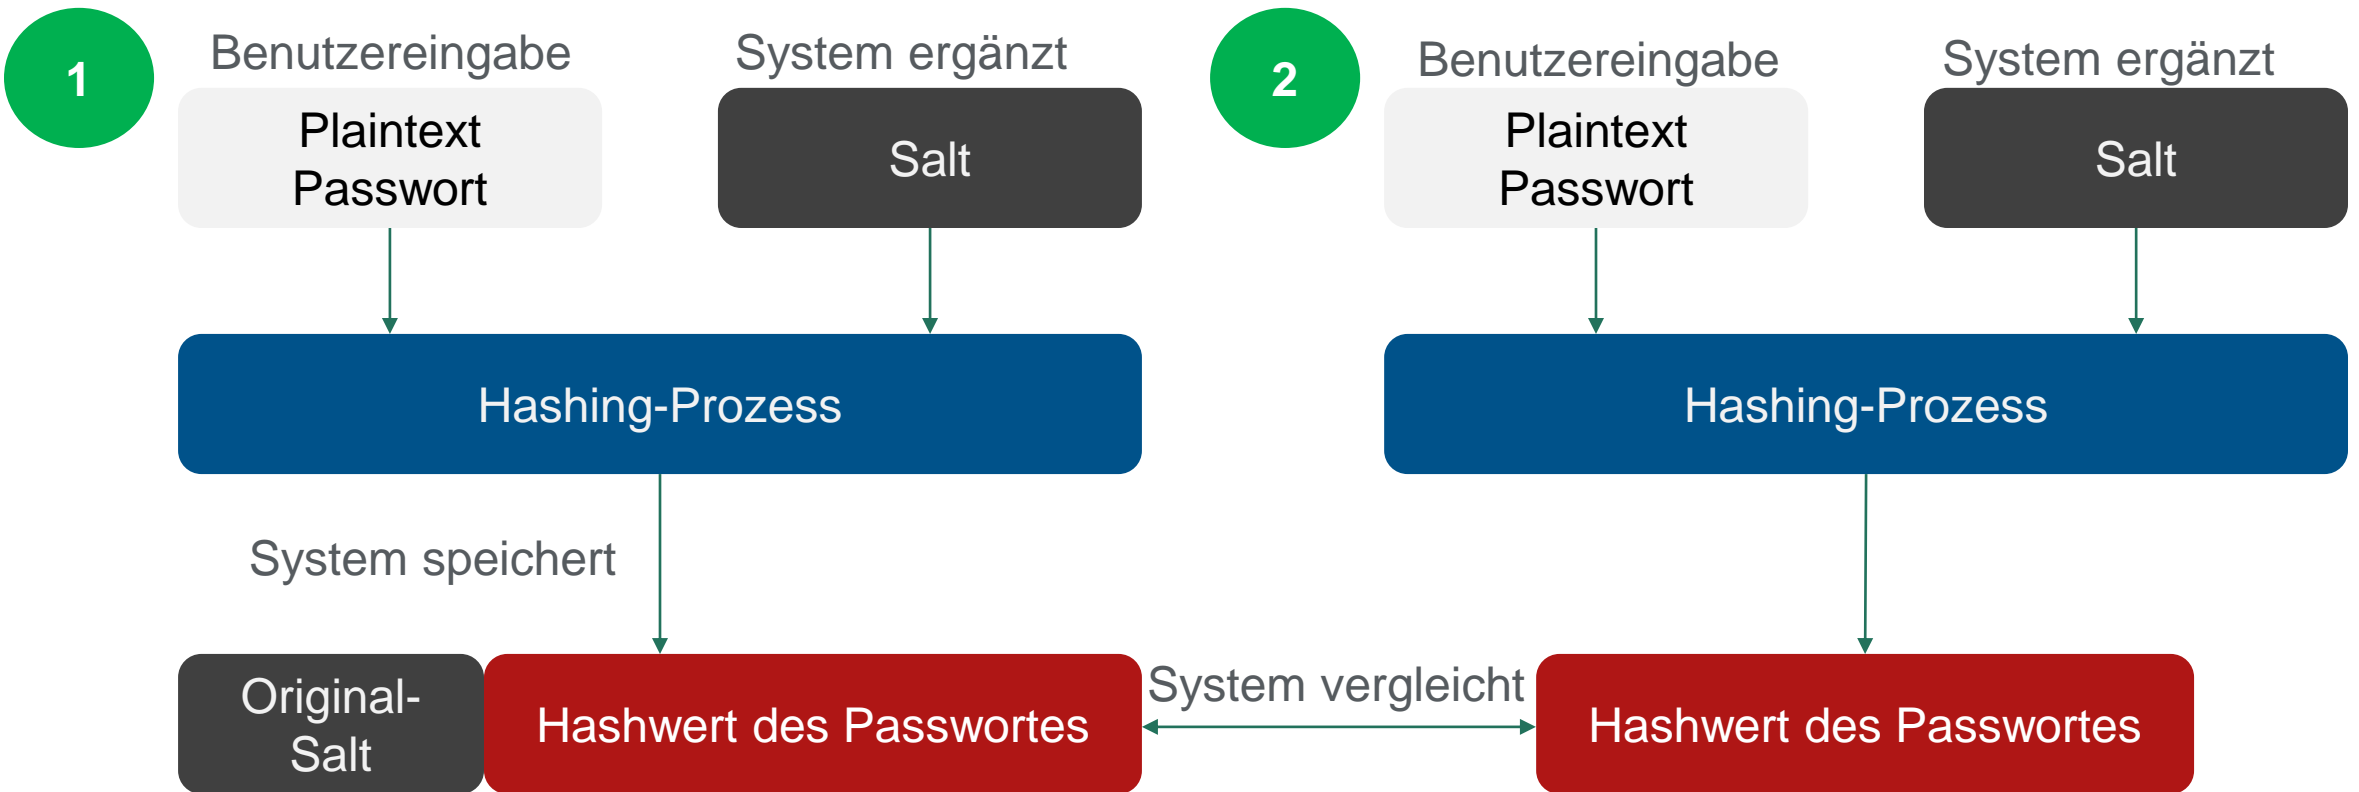 1
Benutzereingabe
System ergänzt
Plaintext
Passwort
Salt
Hashing-Prozess
System speichert
Original-
Salt
Hashwert des Passwortes
System vergleicht
2
Benutzereingabe
System ergänzt
Plaintext
Passwort
Salt
Hashing-Prozess
Hashwert des Passwortes